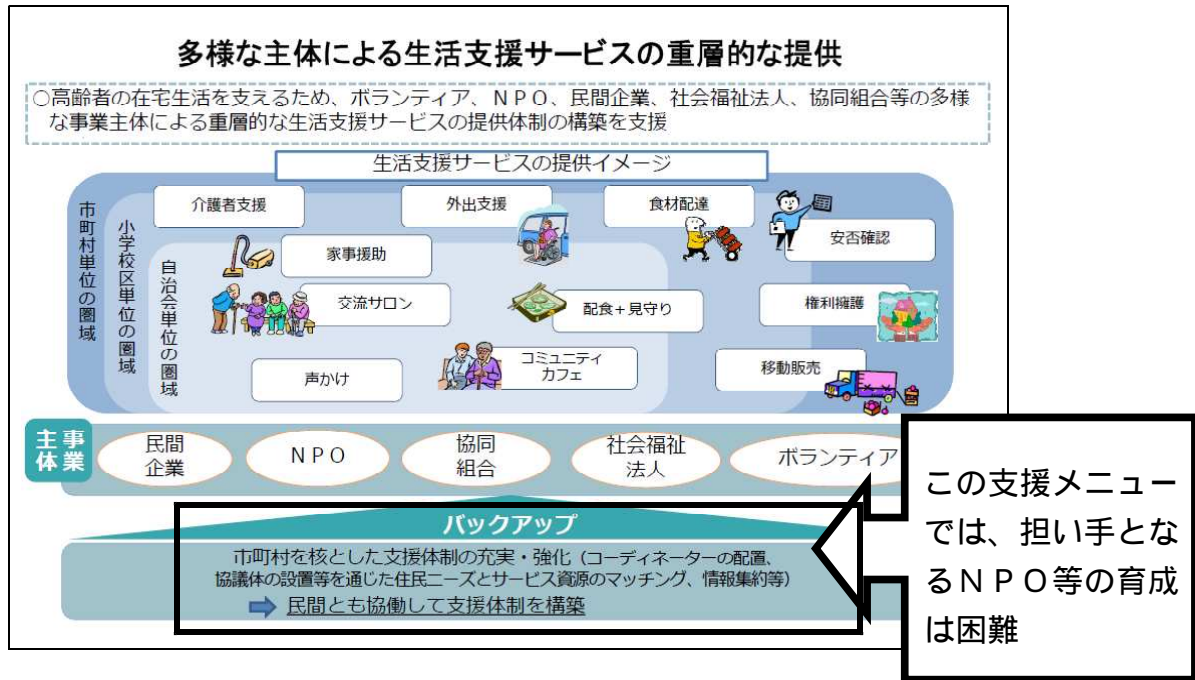 多様な主体による生活支援サービスの重層的な提供
○高齢者の在宅生活を支えるため、ボランティア、ＮＰＯ、民間企業、社会福祉法人、協同組合等の多様
な事業主体による重層的な生活支援サービスの提供体制の構築を支援
生活支援サービスの提供イメージ
市町村単位の圏域
小学校区単位の圏域
自治会単位の圏域
介護者支援
外出支援
食材配達
安否確認
家事援助
交流サロン
配食＋見守り
権利擁護
声かけ
コミュニティ
カフェ
移動販売
事業
主体
民間
企業
ＮＰＯ
協同
組合
社会福祉
法人
ボランティア
バックアップ
市町村を核とした支援体制の充実・強化（コーディネーターの配置、
協議体の設置等を通じた住民ニーズとサービス資源のマッチング、情報集約等）
➡ 民間とも協働して支援体制を構築
この支援メニュー
では、担い手とな
るＮＰＯ等の育成
は困難